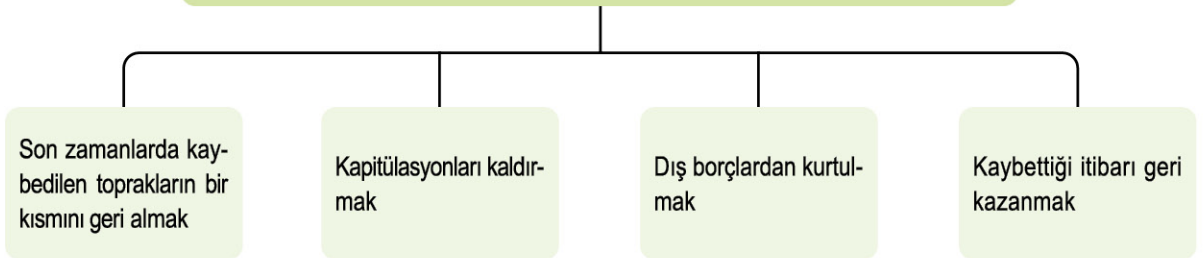 Son zamanlarda kay-
bedilen toprakların bir
kısmını geri almak
Kapitülasyonları kaldır-
mak
Dış borçlardan kurtul-
mak
Kaybettiği itibarı geri
kazanmak